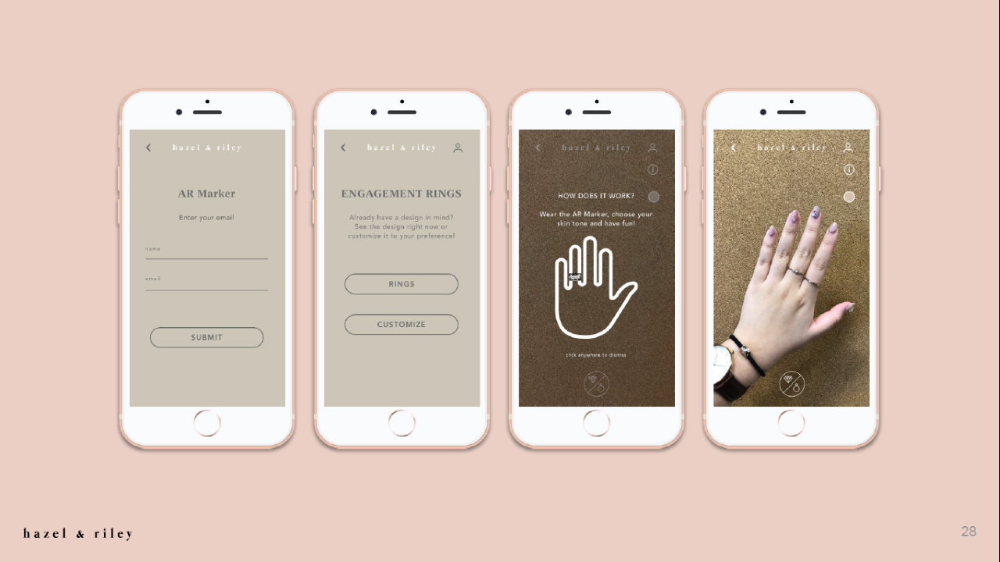 hazel & riley
AR Marker
Enter your email
name
email
SUBMIT
hazel & riley
ENGAGEMENT RINGS
Already have a design in mind?
See the design right now or
customize it to your preference!
RINGS
CUSTOMIZE
hazel & riley
HOW DOES IT WORK?
Wear the AR Marker, choose your
skin tone and have fun!
click anywhere to dismiss
hazel & riley
hazel & riley
28